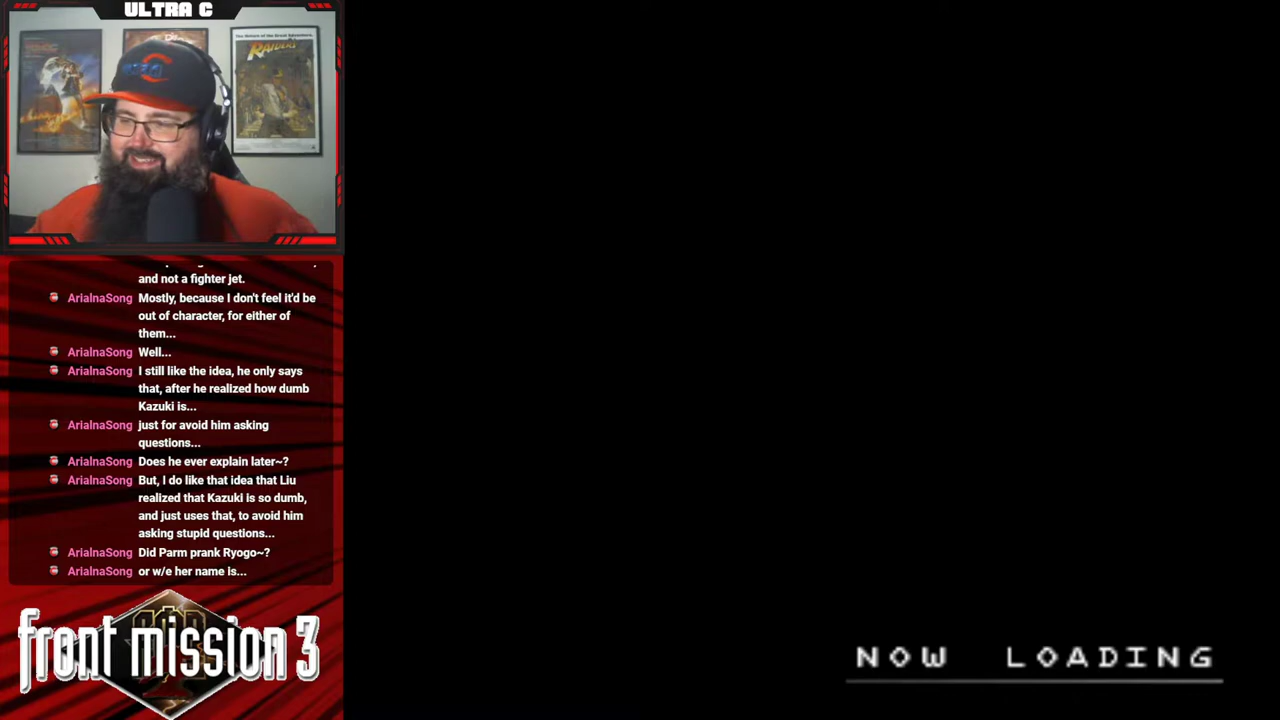 ULTRA C
RAIDERS
and not a fighter jet.
ArialnaSong Mostly, because I don't feel it'd be
out of character, for either of
them...
ArialnaSong Well...
ArialnaSong I still like the idea, he only says
that, after he realized how dumb
Kazuki is...
ArialnaSong just for avoid him asking
questions...
ArialnaSong Does he ever explain later~?
ArialnaSong But, I do like that idea that Liu
realized that Kazuki is so dumb,
and just uses that, to avoid him
asking stupid questions...
ArialnaSong Did Parm prank Ryogo~?
ArialnaSong or w/e her name is...
front mission 3
NOW LOADING